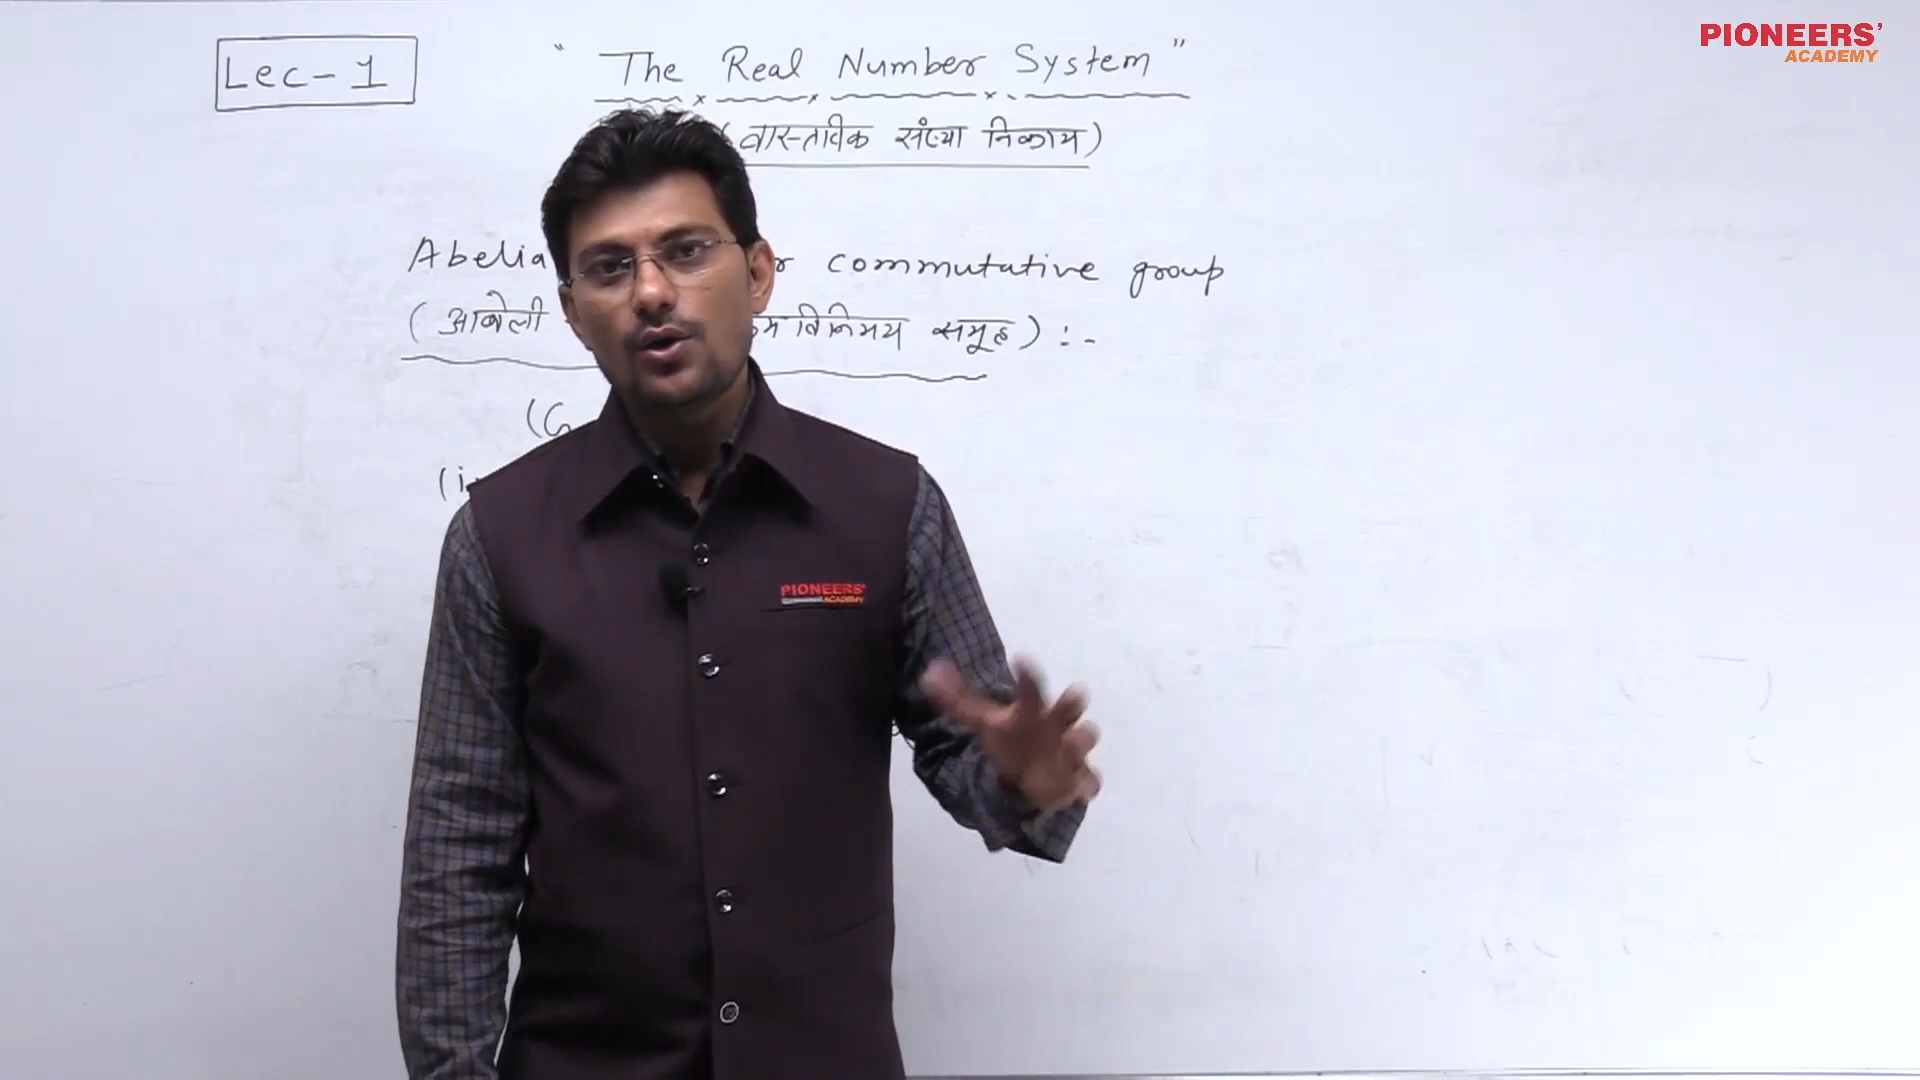 PIONEERS'
ACADEMY
Lec-1
" The Real Number System "
(वास्तविक संख्या निकाय)
commutative group
(आबेली विनिमय समूह) :-
PIONEERS'
ACADEMY